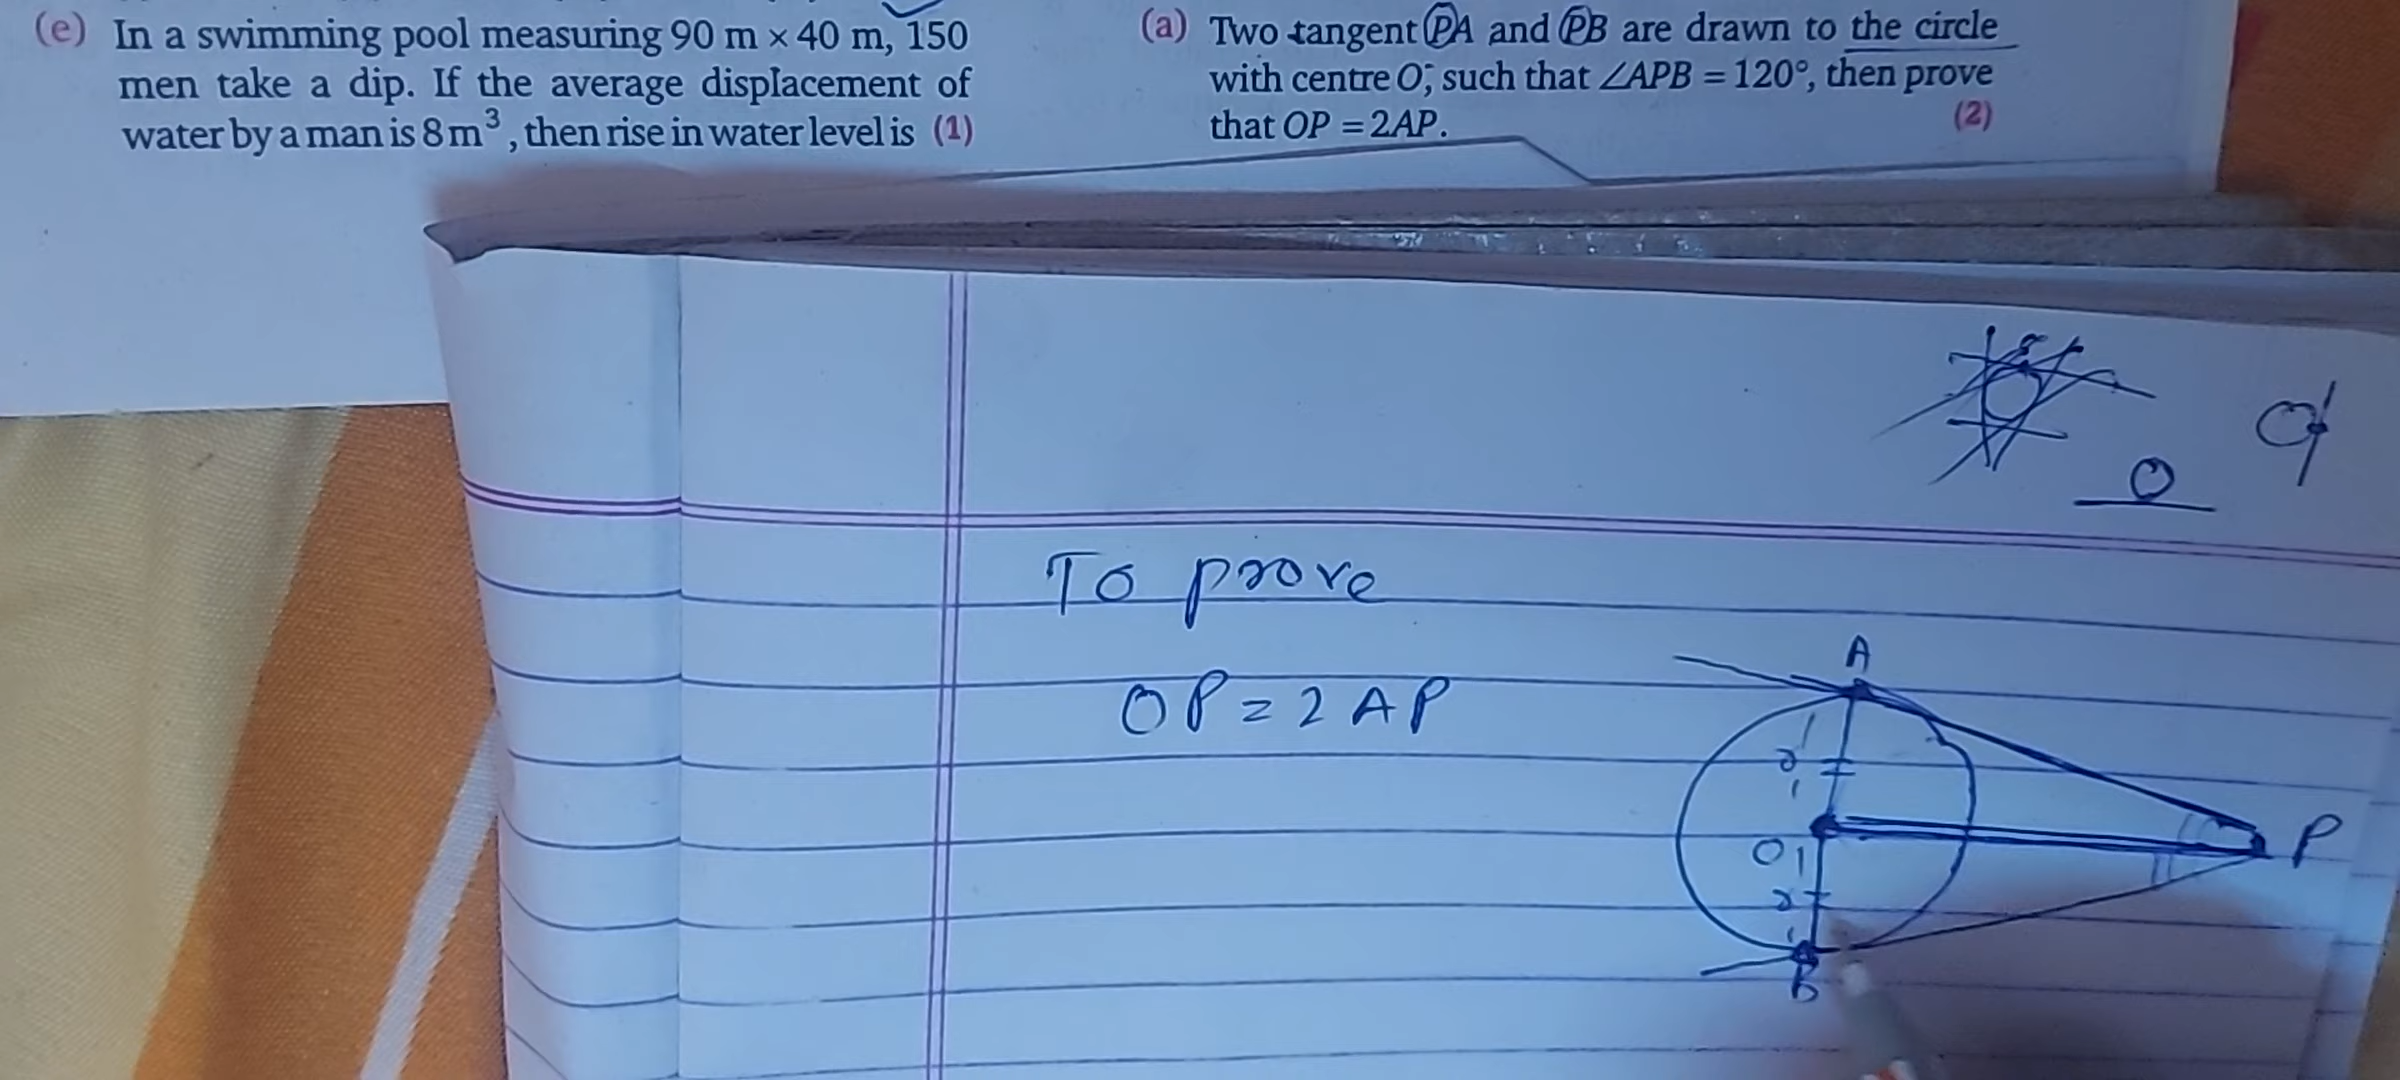 (e) In a swimming pool measuring 90 m × 40 m, 150
men take a dip. If the average displacement of
water by a man is 8 m³, then rise in water level is (1)
(a) Two tangent PA and PB are drawn to the circle
with centre O, such that ∠APB = 120°, then prove
that OP = 2AP. (2)
To prove
OP = 2 AP
A
O
P
B